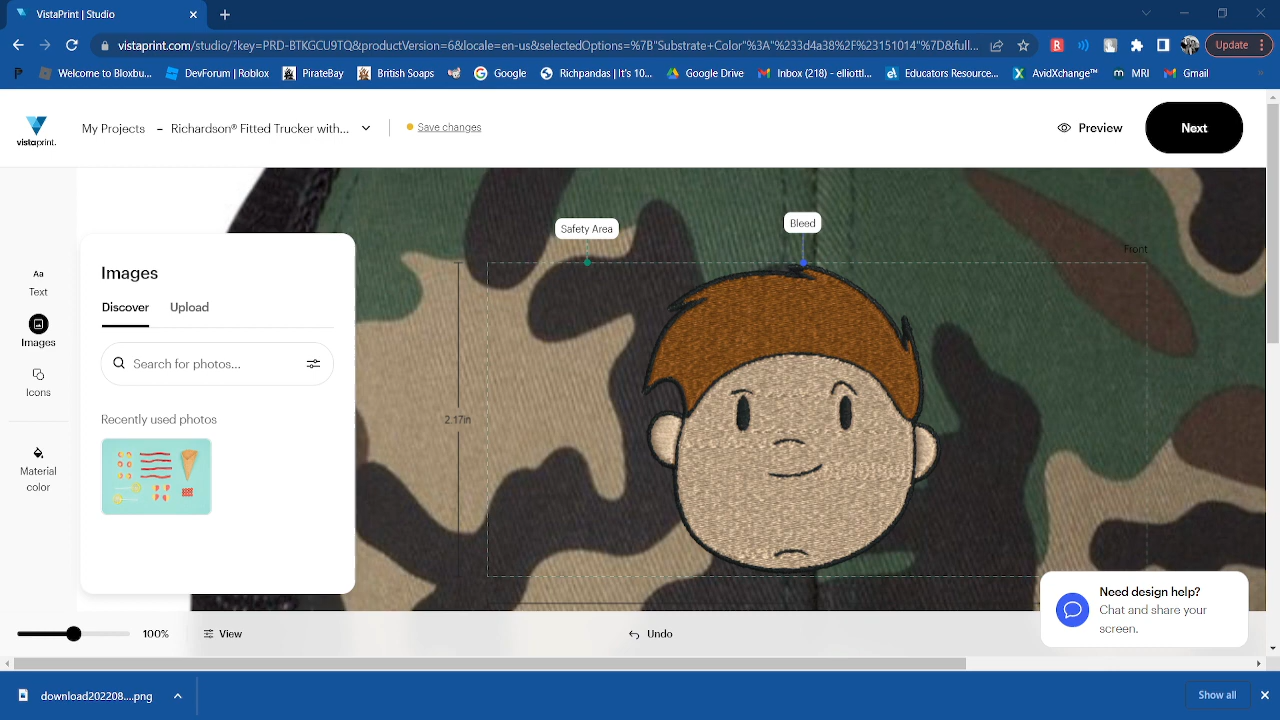 VistaPrint | Studio
vistaprint.com/studio/?key=PRD-BTKGCU9TQ&productVersion=6&locale=en-us&selectedOptions=%7B"Substrate+Color"%3A"%233d4a38%2F%23151014"%7D&full...
Update
Welcome to Bloxbu...
DevForum | Roblox
PirateBay
British Soaps
Google
Richpandas | It's 10...
Google Drive
Inbox (218) - elliottl...
Educators Resource...
AvidXchange™
MRI
Gmail
vistaprint.
My Projects – Richardson® Fitted Trucker with...
Save changes
Preview
Next
Safety Area
Bleed
Front
Aa
Text
Images
Icons
Material
color
Images
Discover Upload
Search for photos...
Recently used photos
2.17in
Need design help?
Chat and share your
screen.
100%
View
Undo
download202208....png
Show all